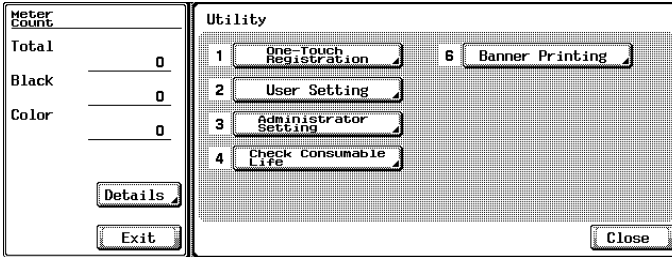 Meter
Count
Total
0
Black
0
Color
0
Details
Exit
Utility
1 One-Touch
Registration
2 User Setting
3 Administrator
Setting
4 Check Consumable
Life
6 Banner Printing
Close